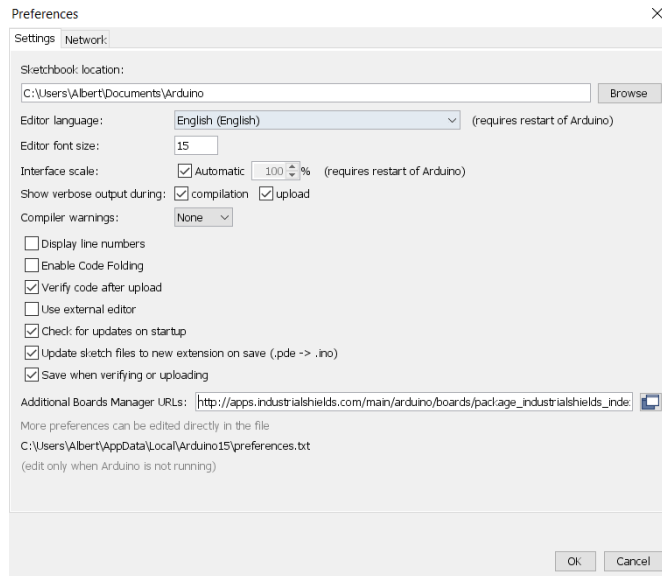 Preferences
Settings Network
Sketchbook location:
C:\Users\Albert\Documents\Arduino Browse
Editor language: English (English) (requires restart of Arduino)
Editor font size: 15
Interface scale: Automatic 100 % (requires restart of Arduino)
Show verbose output during: compilation upload
Compiler warnings: None
Display line numbers
Enable Code Folding
Verify code after upload
Use external editor
Check for updates on startup
Update sketch files to new extension on save (.pde -> .ino)
Save when verifying or uploading
Additional Boards Manager URLs: http://apps.industrialshields.com/main/arduino/boards/package_industrialshields_inde
More preferences can be edited directly in the file
C:\Users\Albert\AppData\Local\Arduino15\preferences.txt
(edit only when Arduino is not running)
OK Cancel